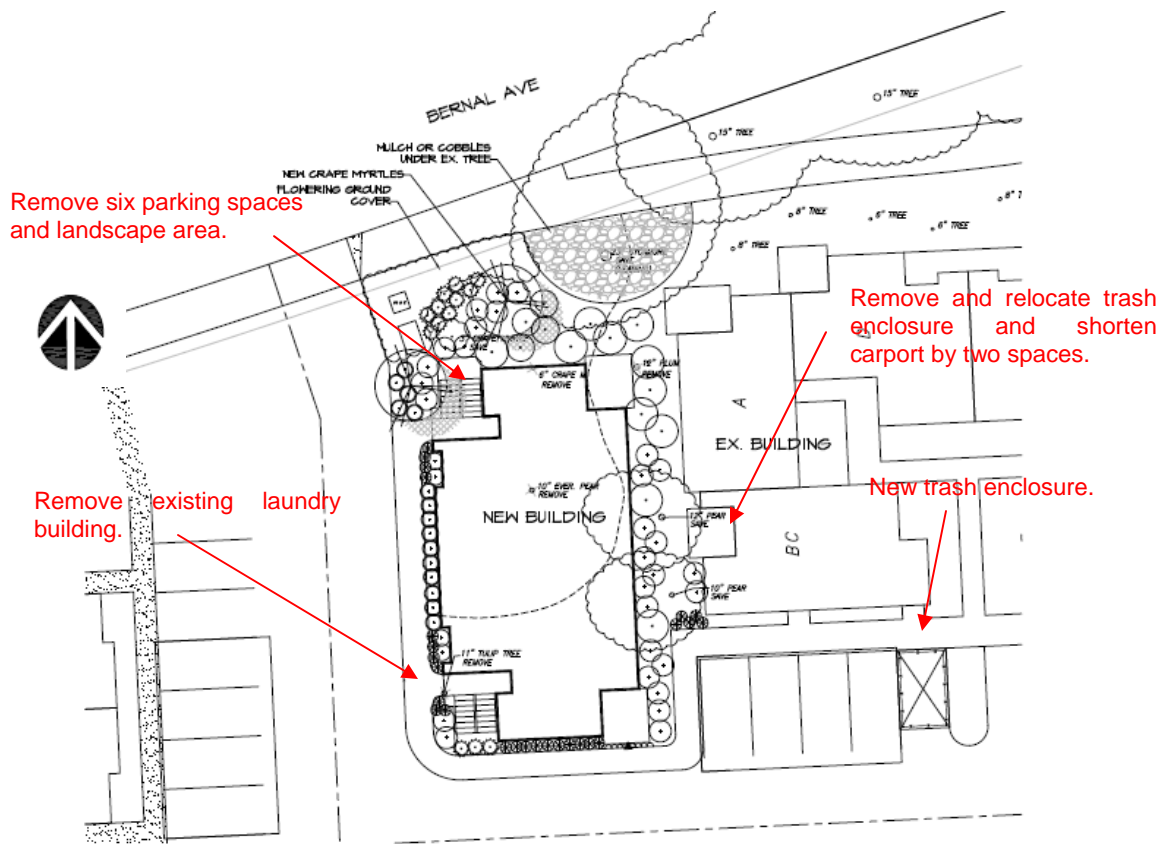 BERNAL AVE
15" TREE
15" TREE
MULCH OR COBBLES
UNDER EX. TREE
NEW CRAPE MYRTLES
FLOWERING GROUND
COVER
Remove six parking spaces
and landscape area.
8" TREE
6" TREE
6" TREE
8" T
8" TREE
Remove and relocate trash
enclosure and shorten
carport by two spaces.
SAVE
6" CRAPE M.
REMOVE
REMOVE
A
EX. BUILDING
Remove existing laundry
building.
10" EVER. PEAR
REMOVE
NEW BUILDING
PEAR
SAVE
New trash enclosure.
BC
10" PEAR
SAVE
11" TULIP TREE
REMOVE